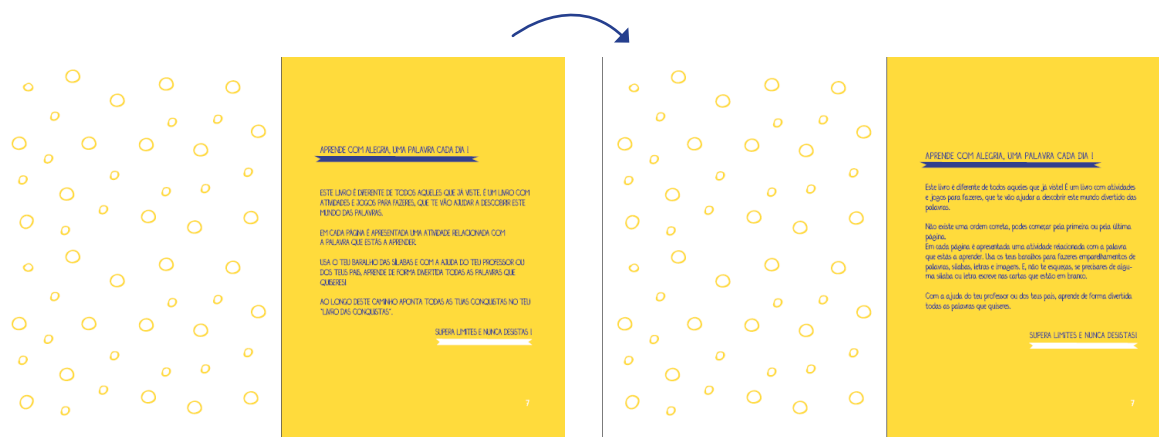 APRENDE COM ALEGRIA, UMA PALAVRA CADA DIA !
ESTE LIVRO É DIFERENTE DE TODOS AQUELES QUE JÁ VISTE. É UM LIVRO COM
ATIVIDADES E JOGOS PARA FAZERES, QUE TE VÃO AJUDAR A DESCOBRIR ESTE
MUNDO DAS PALAVRAS.
EM CADA PÁGINA É APRESENTADA UMA ATIVIDADE RELACIONADA COM
A PALAVRA QUE ESTÁS A APRENDER.
USA O TEU BARALHO DAS SÍLABAS E COM A AJUDA DO TEU PROFESSOR OU
DOS TEUS PAIS, APRENDE DE FORMA DIVERTIDA TODAS AS PALAVRAS QUE
QUISERES!
AO LONGO DESTE CAMINHO APONTA TODAS AS TUAS CONQUISTAS NO TEU
"LIVRO DAS CONQUISTAS".
SUPERA LIMITES E NUNCA DESISTAS !
7
APRENDE COM ALEGRIA, UMA PALAVRA CADA DIA !
Este livro é diferente de todos aqueles que já viste! É um livro com atividades
e jogos para fazeres, que te vão ajudar a descobrir este mundo divertido das
palavras.
Não existe uma ordem correta, podes começar pela primeira ou pela última
página.
Em cada página é apresentada uma atividade relacionada com a palavra
que estás a aprender. Usa os teus baralhos para fazeres emparelhamentos de
palavras, sílabas, letras e imagens. E, não te esqueças, se precisares de algu-
ma sílaba ou letra escreve nas cartas que estão em branco.
Com a ajuda do teu professor ou dos teus pais, aprende de forma divertida
todas as palavras que quiseres.
SUPERA LIMITES E NUNCA DESISTAS!
7